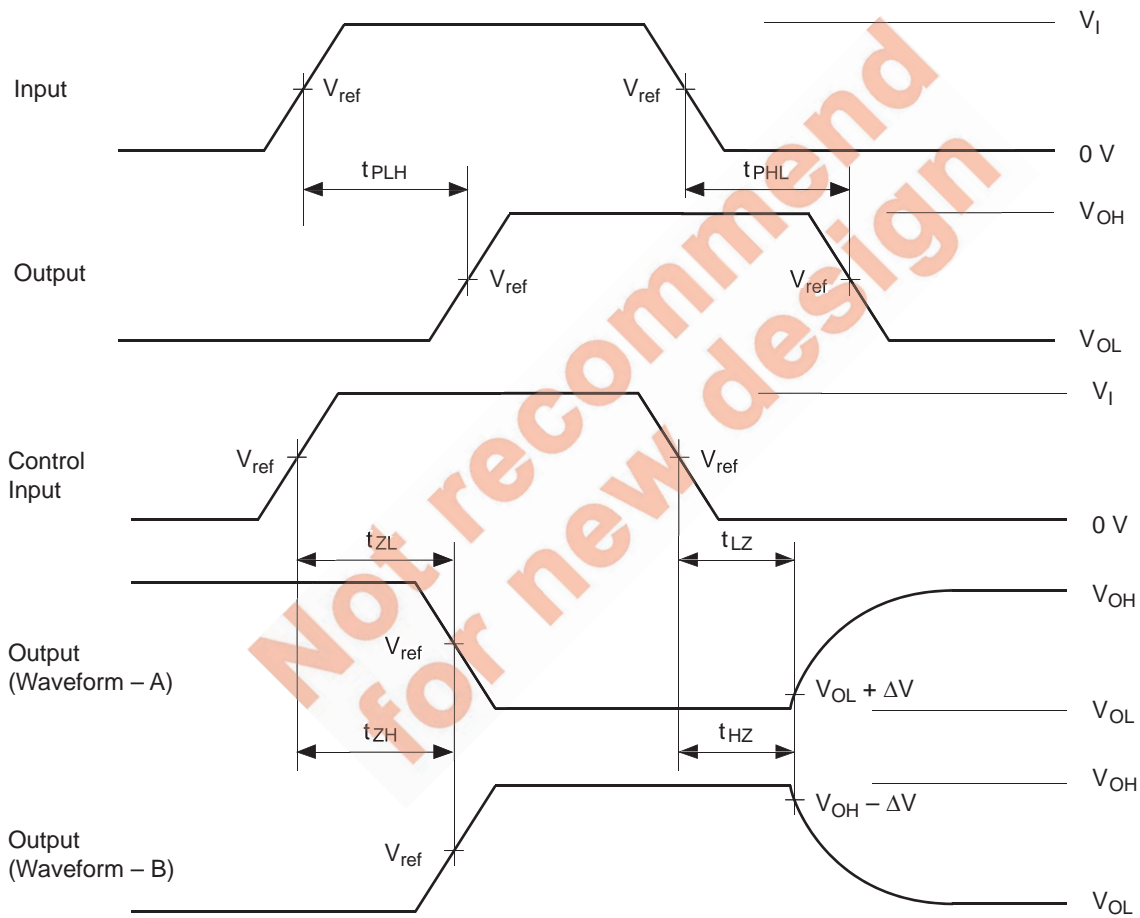 V_I
Input
V_ref
V_ref
0 V
t_PLH
t_PHL
V_OH
Output
V_ref
V_ref
V_OL
V_I
Control
Input
V_ref
V_ref
0 V
t_ZL
t_LZ
V_OH
Output
(Waveform – A)
V_ref
V_OL + ΔV
V_OL
t_ZH
t_HZ
V_OH
V_OH – ΔV
Output
(Waveform – B)
V_ref
V_OL
Not recommend
for new design